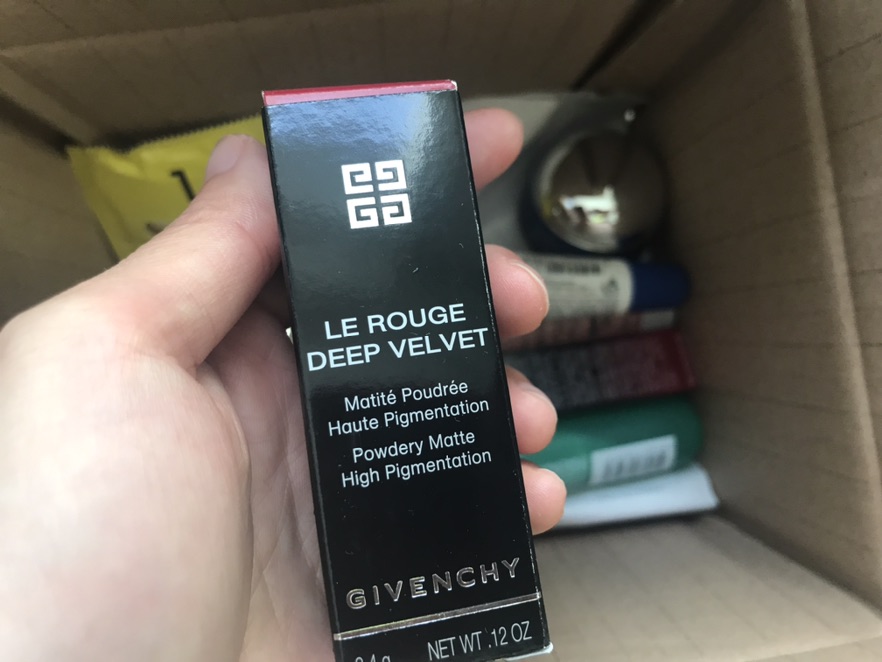 LE ROUGE
DEEP VELVET
Matité Poudrée
Haute Pigmentation
Powdery Matte
High Pigmentation
GIVENCHY
NET WT .12 OZ